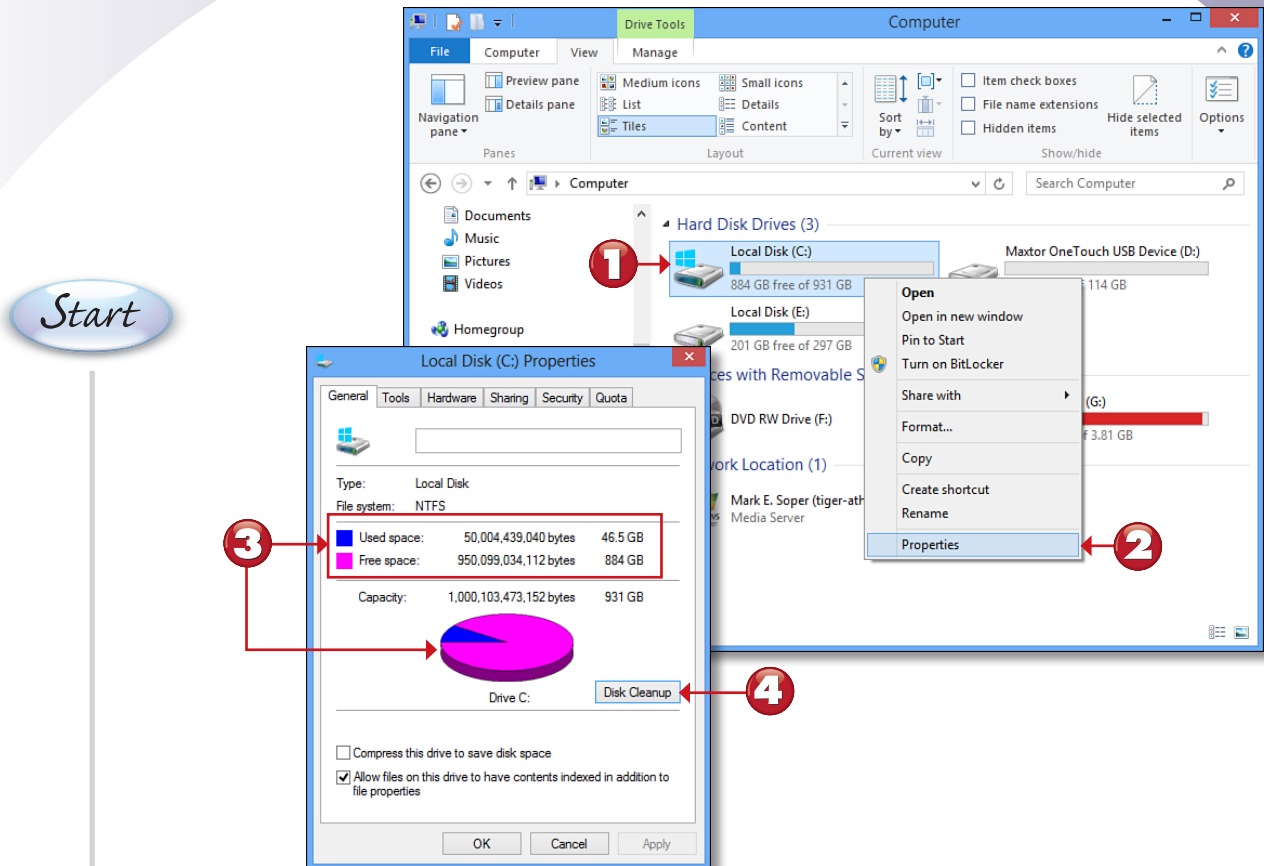 Drive Tools
Computer
File
Computer
View
Manage
Navigation
pane
Preview pane
Details pane
Panes
Medium icons
Small icons
List
Details
Tiles
Content
Layout
Sort
by
Current view
Item check boxes
File name extensions
Hidden items
Hide selected
items
Show/hide
Options
Computer
Search Computer
Documents
Music
Pictures
Videos
Homegroup
Hard Disk Drives (3)
1
Local Disk (C:)
884 GB free of 931 GB
Maxtor OneTouch USB Device (D:)
114 GB
Local Disk (E:)
201 GB free of 297 GB
ces with Removable S
DVD RW Drive (F:)
(G:)
f 3.81 GB
ork Location (1)
Mark E. Soper (tiger-ath
Media Server
Open
Open in new window
Pin to Start
Turn on BitLocker
Share with
Format...
Copy
Create shortcut
Rename
Properties
2
Start
Local Disk (C:) Properties
General
Tools
Hardware
Sharing
Security
Quota
Type: Local Disk
File system: NTFS
3
Used space: 50,004,439,040 bytes 46.5 GB
Free space: 950,099,034,112 bytes 884 GB
Capacity: 1,000,103,473,152 bytes 931 GB
Drive C:
Disk Cleanup
4
Compress this drive to save disk space
Allow files on this drive to have contents indexed in addition to
file properties
OK
Cancel
Apply